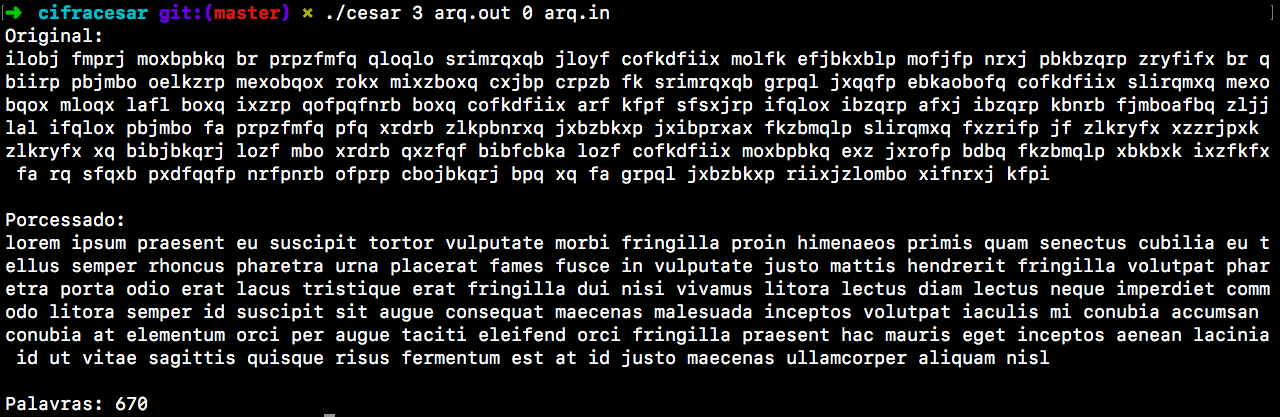 ➜ cifracesar git:(master) ✗ ./cesar 3 arq.out 0 arq.in
Original:
ilobj fmprj moxbpbkq br prpzfmfq qloqlo srimrqxqb jloyf cofkdfiix molfk efjbkxblp mofjfp nrxj pbkbzqrp zryfifx br q
biirp pbjmbo oelkzrp mexobqox rokx mixzboxq cxjbp crpzb fk srimrqxqb grpql jxqqfp ebkaobofq cofkdfiix slirqmxq mexo
bqox mloqx lafl boxq ixzrp qofpqfnrb boxq cofkdfiix arf kfpf sfsxjrp ifqlox ibzqrp afxj ibzqrp kbnrb fjmboafbq zljj
lal ifqlox pbjmbo fa prpzfmfq pfq xrdrb zlkpbnrxq jxbzbkxp jxibprxax fkzbmqlp slirqmxq fxzrifp jf zlkryfx xzzrjpxk
zlkryfx xq bibjbkqrj lozf mbo xrdrb qxzfqf bibfcbka lozf cofkdfiix moxbpbkq exz jxrofp bdbq fkzbmqlp xbkbxk ixzfkfx
 fa rq sfqxb pxdfqqfp nrfpnrb ofprp cbojbkqrj bpq xq fa grpql jxbzbkxp riixjzlombo xifnrxj kfpi
Porcessado:
lorem ipsum praesent eu suscipit tortor vulputate morbi fringilla proin himenaeos primis quam senectus cubilia eu t
ellus semper rhoncus pharetra urna placerat fames fusce in vulputate justo mattis hendrerit fringilla volutpat phar
etra porta odio erat lacus tristique erat fringilla dui nisi vivamus litora lectus diam lectus neque imperdiet comm
odo litora semper id suscipit sit augue consequat maecenas malesuada inceptos volutpat iaculis mi conubia accumsan
conubia at elementum orci per augue taciti eleifend orci fringilla praesent hac mauris eget inceptos aenean lacinia
 id ut vitae sagittis quisque risus fermentum est at id justo maecenas ullamcorper aliquam nisl
Palavras: 670